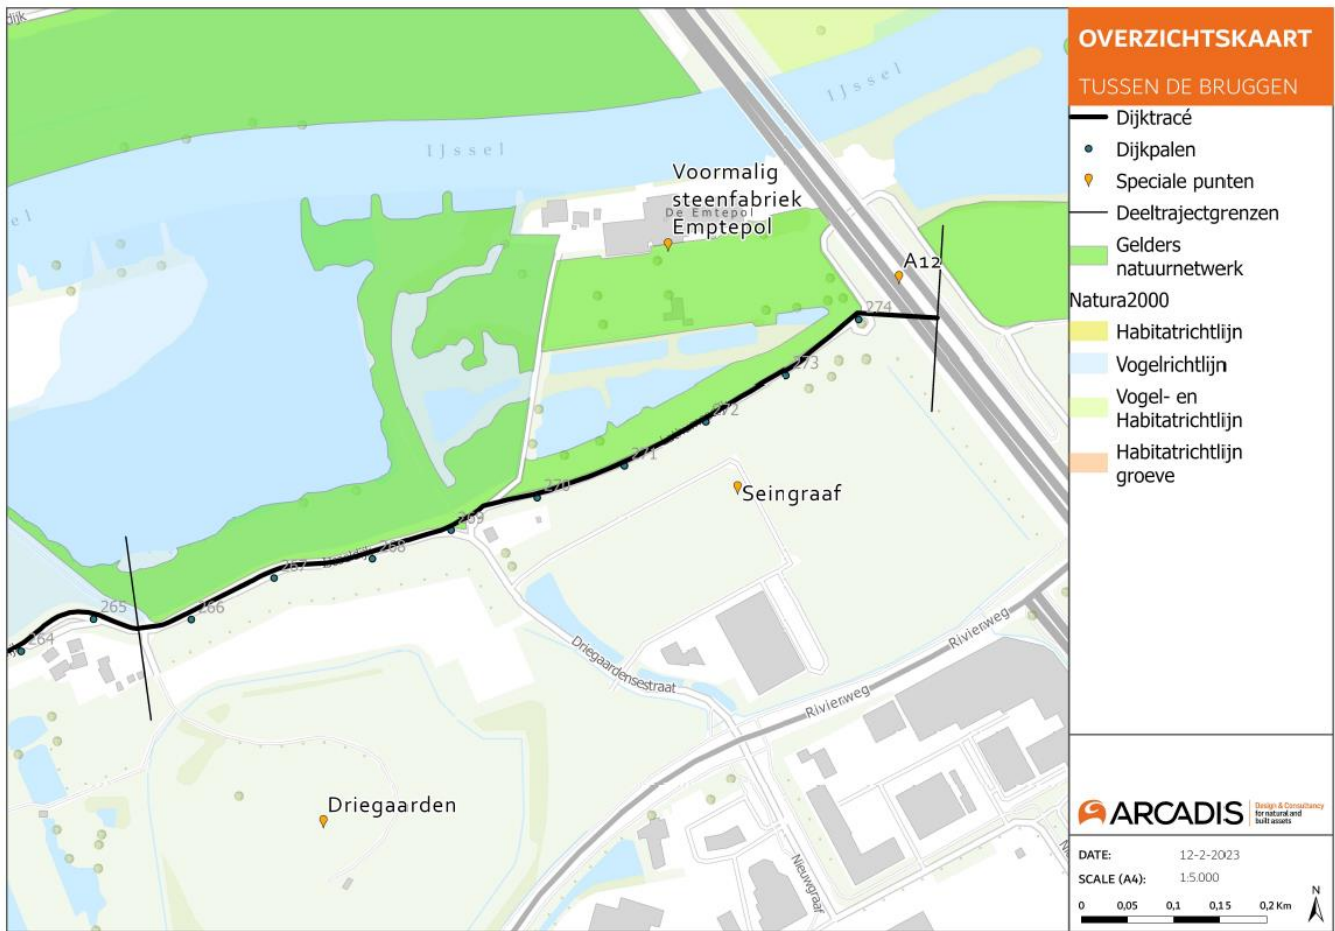 OVERZICHTSKAART
TUSSEN DE BRUGGEN
Dijktracé
Dijkpalen
Speciale punten
Deeltrajectgrenzen
Gelders
natuurnetwerk
Natura2000
Habitatrichtlijn
Vogelrichtlijn
Vogel- en
Habitatrichtlijn
Habitatrichtlijn
groeve
ARCADIS
Design & Consultancy
for natural and
built assets
DATE: 12-2-2023
SCALE (A4): 1:5.000
0 0,05 0,1 0,15 0,2 Km
N
dijk
IJssel
IJssel
Voormalig
steenfabriek
De Emtepol
Emptepol
A12
274
273
272
271
270
269
268
267
266
265
264
Seingraaf
Driegaarden
Driegaardensestraat
Rivierweg
Rivierweg
Nieuwgraaf